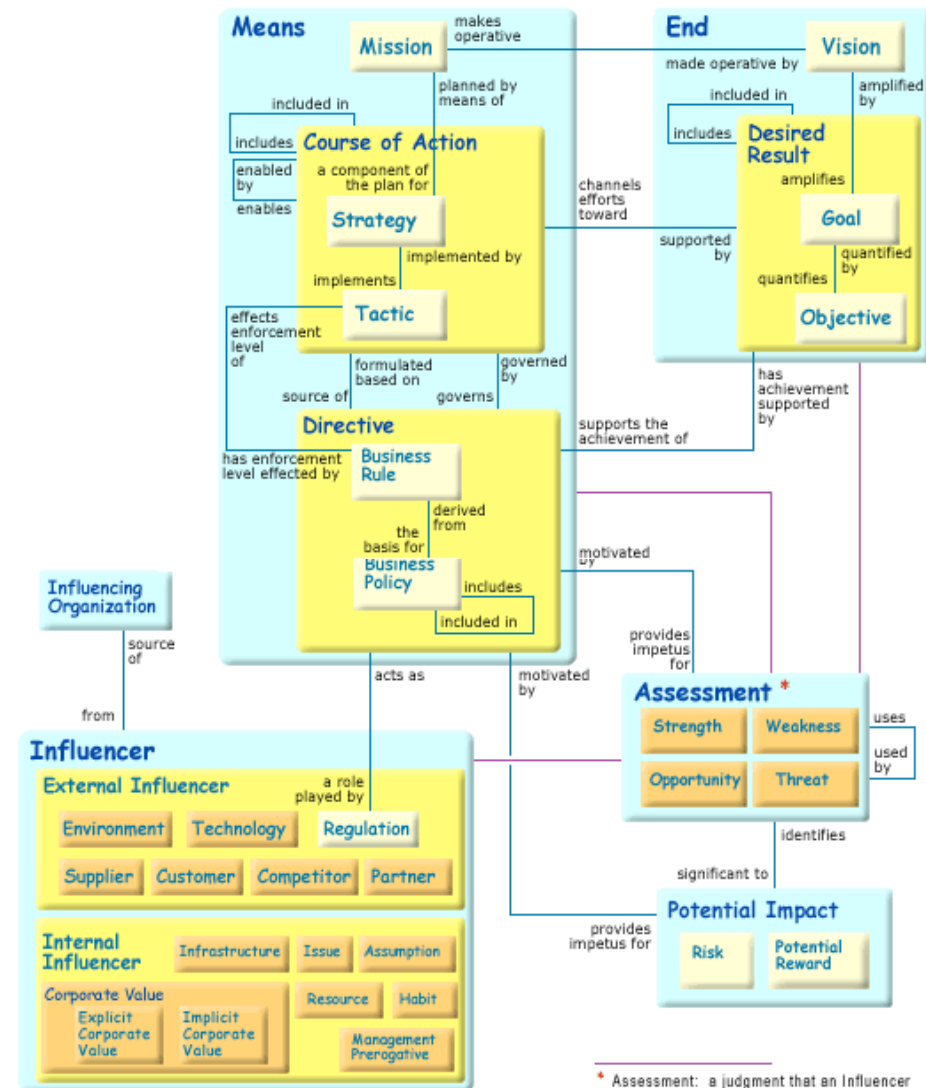 Means
Mission
makes
operative
End
Vision
made operative by
planned by
means of
amplified
by
included in
includes
included in
includes
Course of Action
Desired
Result
enabled
by
enables
a component of
the plan for
amplifies
channels
efforts
toward
Strategy
Goal
supported
by
implemented by
implements
quantified
by
quantifies
effects
enforcement
level
of
Tactic
Objective
formulated
based on
source of
governed
by
governs
has
achievement
supported
by
Directive
supports the
achievement of
has enforcement
level effected by
Business
Rule
derived
from
the
basis for
Business
Policy
includes
included in
motivated
by
Influencing
Organization
source
of
from
provides
impetus
for
acts as
motivated
by
Assessment *
Strength
Weakness
Opportunity
Threat
uses
used
by
Influencer
External Influencer
a role
played by
Environment
Technology
Regulation
Supplier
Customer
Competitor
Partner
identifies
significant to
Internal
Influencer
Infrastructure
Issue
Assumption
Corporate Value
Explicit
Corporate
Value
Implicit
Corporate
Value
Resource
Habit
Management
Prerogative
provides
impetus for
Potential Impact
Risk
Potential
Reward
* Assessment: a judgment that an Influencer